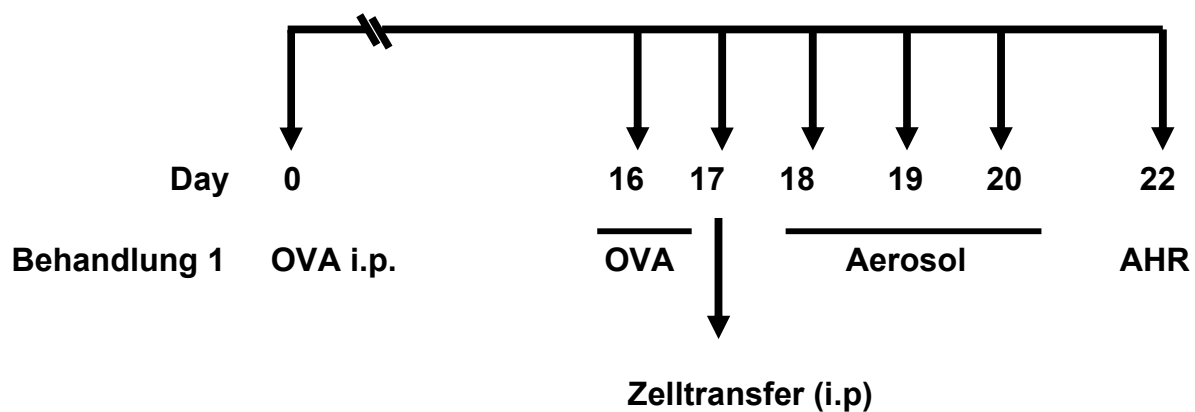 Day 0 16 17 18 19 20 22
Behandlung 1 OVA i.p. OVA Aerosol AHR
Zelltransfer (i.p)